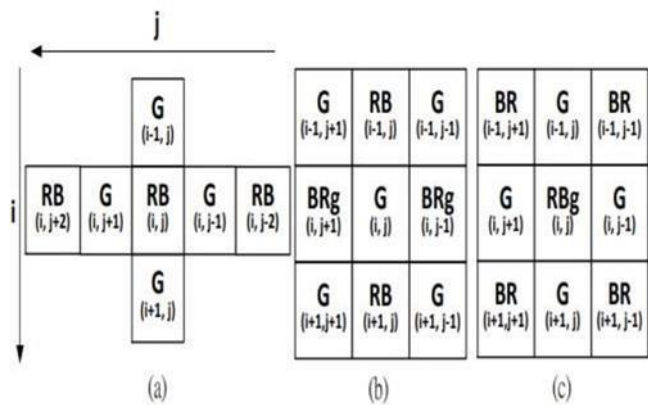 j
i
G
(i-1, j)
RB
(i, j+2)
G
(i, j+1)
RB
(i, j)
G
(i, j-1)
RB
(i, j-2)
G
(i+1, j)
(a)
G
(i-1, j+1)
RB
(i-1, j)
G
(i-1, j-1)
BRg
(i, j+1)
G
(i, j)
BRg
(i, j-1)
G
(i+1,j+1)
RB
(i+1, j)
G
(i+1, j-1)
(b)
BR
(i-1, j+1)
G
(i-1, j)
BR
(i-1, j-1)
G
(i, j+1)
RBg
(i, j)
G
(i, j-1)
BR
(i+1,j+1)
G
(i+1, j)
BR
(i+1, j-1)
(c)